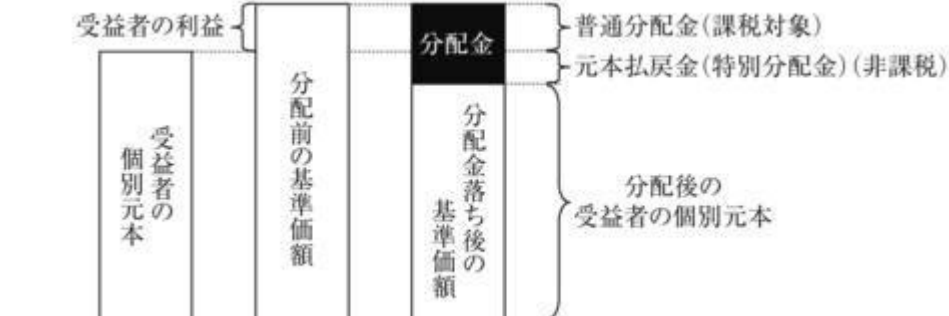 受益者の利益
受益者の
個別元本
分配前の基準価額
分配金
分配金落ち後の
基準価額
普通分配金(課税対象)
元本払戻金(特別分配金)(非課税)
分配後の
受益者の個別元本